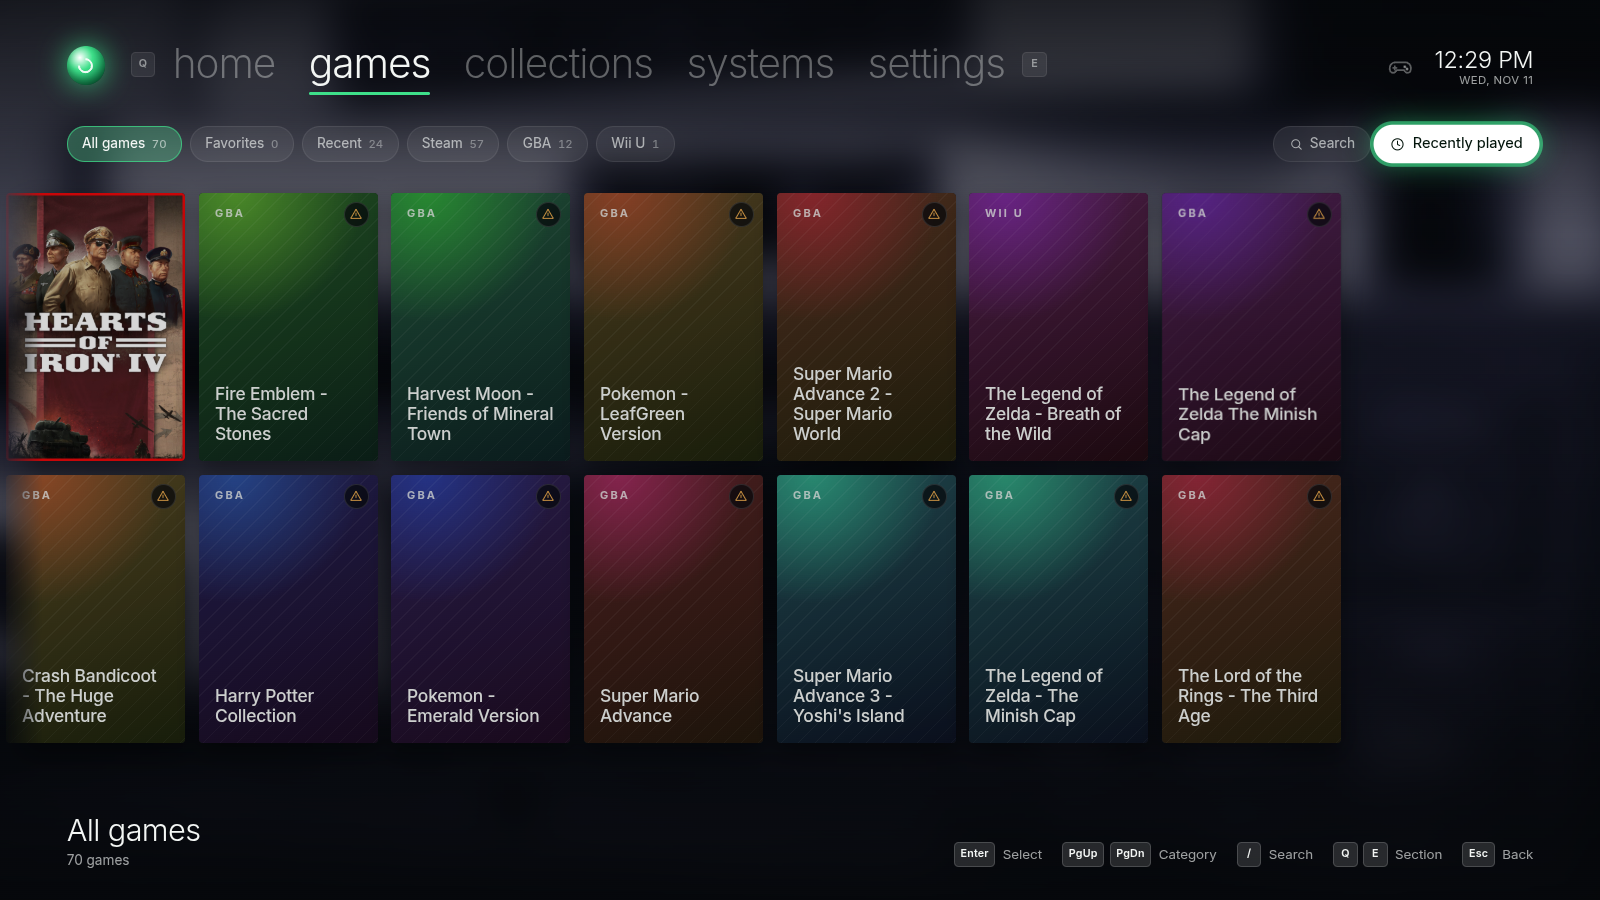 Q home games collections systems settings E
12:29 PM
WED, NOV 11
All games 70
Favorites 0
Recent 24
Steam 57
GBA 12
Wii U 1
Search
Recently played
HEARTS
OF
IRON IV
GBA
Fire Emblem -
The Sacred
Stones
GBA
Harvest Moon -
Friends of Mineral
Town
GBA
Pokemon -
LeafGreen
Version
GBA
Super Mario
Advance 2 -
Super Mario
World
WII U
The Legend of
Zelda - Breath of
the Wild
GBA
The Legend of
Zelda The Minish
Cap
GBA
Crash Bandicoot
- The Huge
Adventure
GBA
Harry Potter
Collection
GBA
Pokemon -
Emerald Version
GBA
Super Mario
Advance
GBA
Super Mario
Advance 3 -
Yoshi's Island
GBA
The Legend of
Zelda - The
Minish Cap
GBA
The Lord of the
Rings - The Third
Age
All games
70 games
Enter Select PgUp PgDn Category / Search Q E Section Esc Back